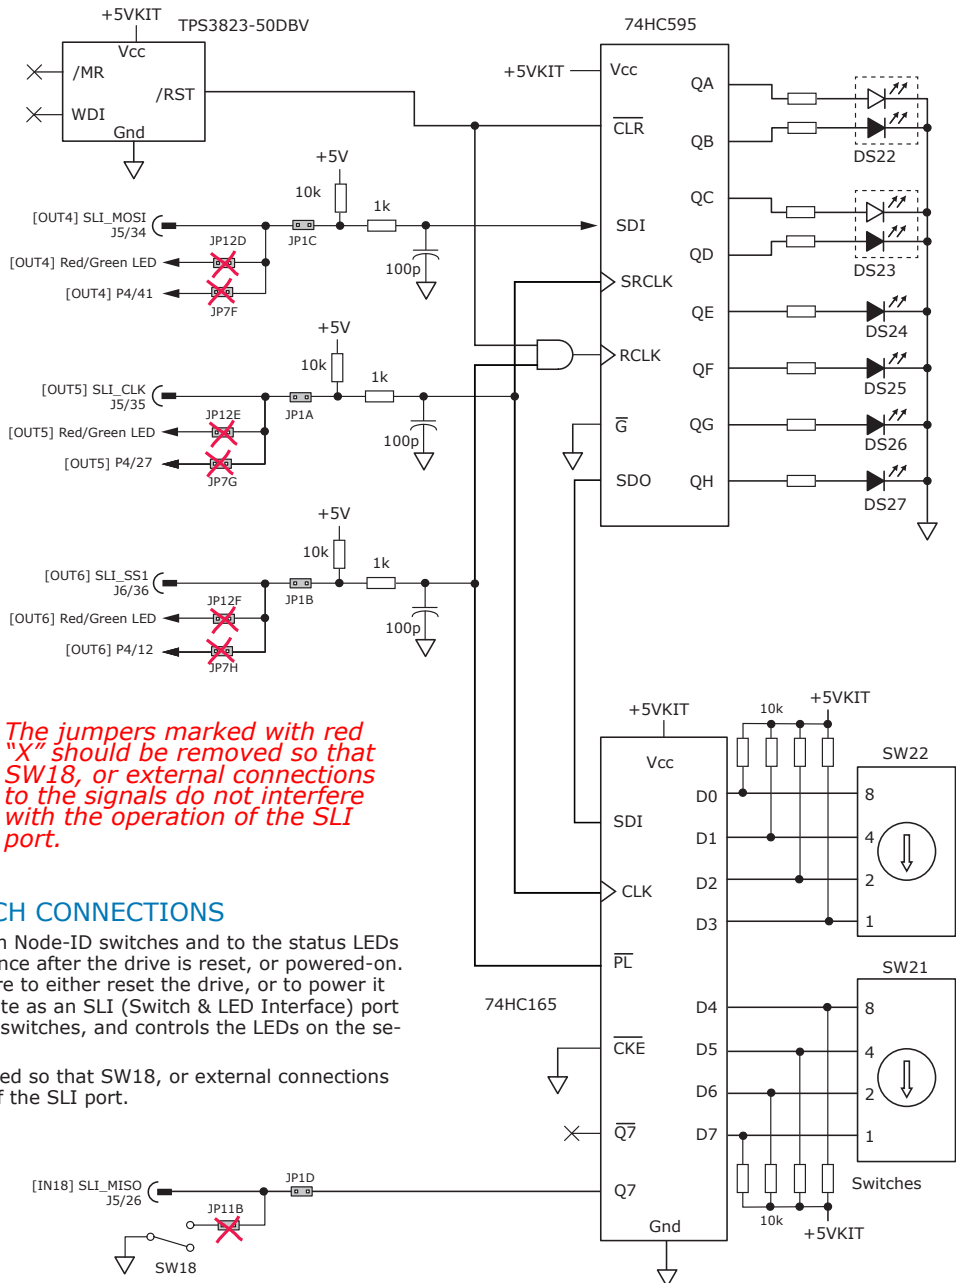 +5VKIT
TPS3823-50DBV
Vcc
/MR
WDI
/RST
Gnd
74HC595
+5VKIT
Vcc
CLR
SDI
SRCLK
RCLK
G
SDO
QA
QB
QC
QD
QE
QF
QG
QH
DS22
DS23
DS24
DS25
DS26
DS27
+5V
10k
1k
100p
[OUT4] SLI_MOSI
J5/34
JP1C
JP12D
[OUT4] Red/Green LED
[OUT4] P4/41
JP7F
+5V
10k
1k
100p
[OUT5] SLI_CLK
J5/35
JP1A
JP12E
[OUT5] Red/Green LED
[OUT5] P4/27
JP7G
+5V
10k
1k
100p
[OUT6] SLI_SS1
J6/36
JP1B
JP12F
[OUT6] Red/Green LED
[OUT6] P4/12
JP7H
The jumpers marked with red
“X” should be removed so that
SW18, or external connections
to the signals do not interfere
with the operation of the SLI
port.
CH CONNECTIONS
n Node-ID switches and to the status LEDs
nce after the drive is reset, or powered-on.
re to either reset the drive, or to power it
te as an SLI (Switch & LED Interface) port
switches, and controls the LEDs on the se-
ed so that SW18, or external connections
f the SLI port.
+5VKIT
Vcc
SDI
CLK
PL
74HC165
CKE
Q7
Q7
Gnd
D0
D1
D2
D3
D4
D5
D6
D7
10k
+5VKIT
SW22
8
4
2
1
SW21
8
4
2
1
Switches
10k
+5VKIT
[IN18] SLI_MISO
J5/26
JP1D
JP11B
SW18